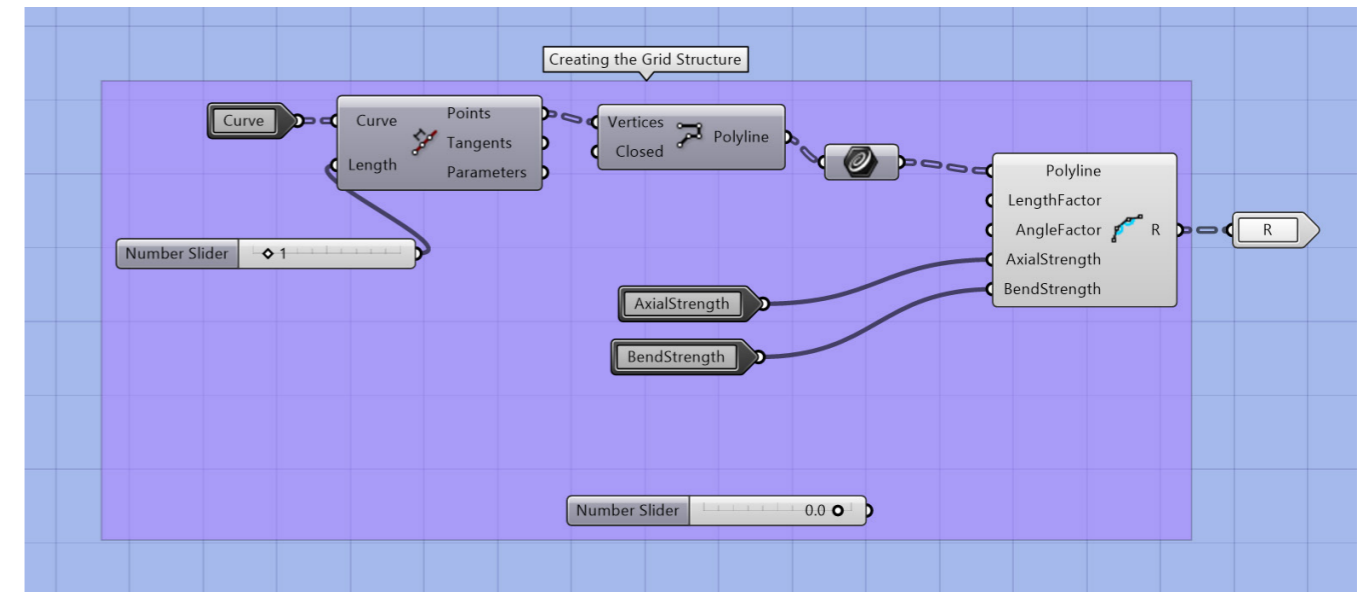 Creating the Grid Structure
Curve
Curve
Length
Points
Tangents
Parameters
Vertices
Closed
Polyline
Number Slider 1
Polyline
LengthFactor
AngleFactor
AxialStrength
BendStrength
R
R
AxialStrength
BendStrength
Number Slider 0.0